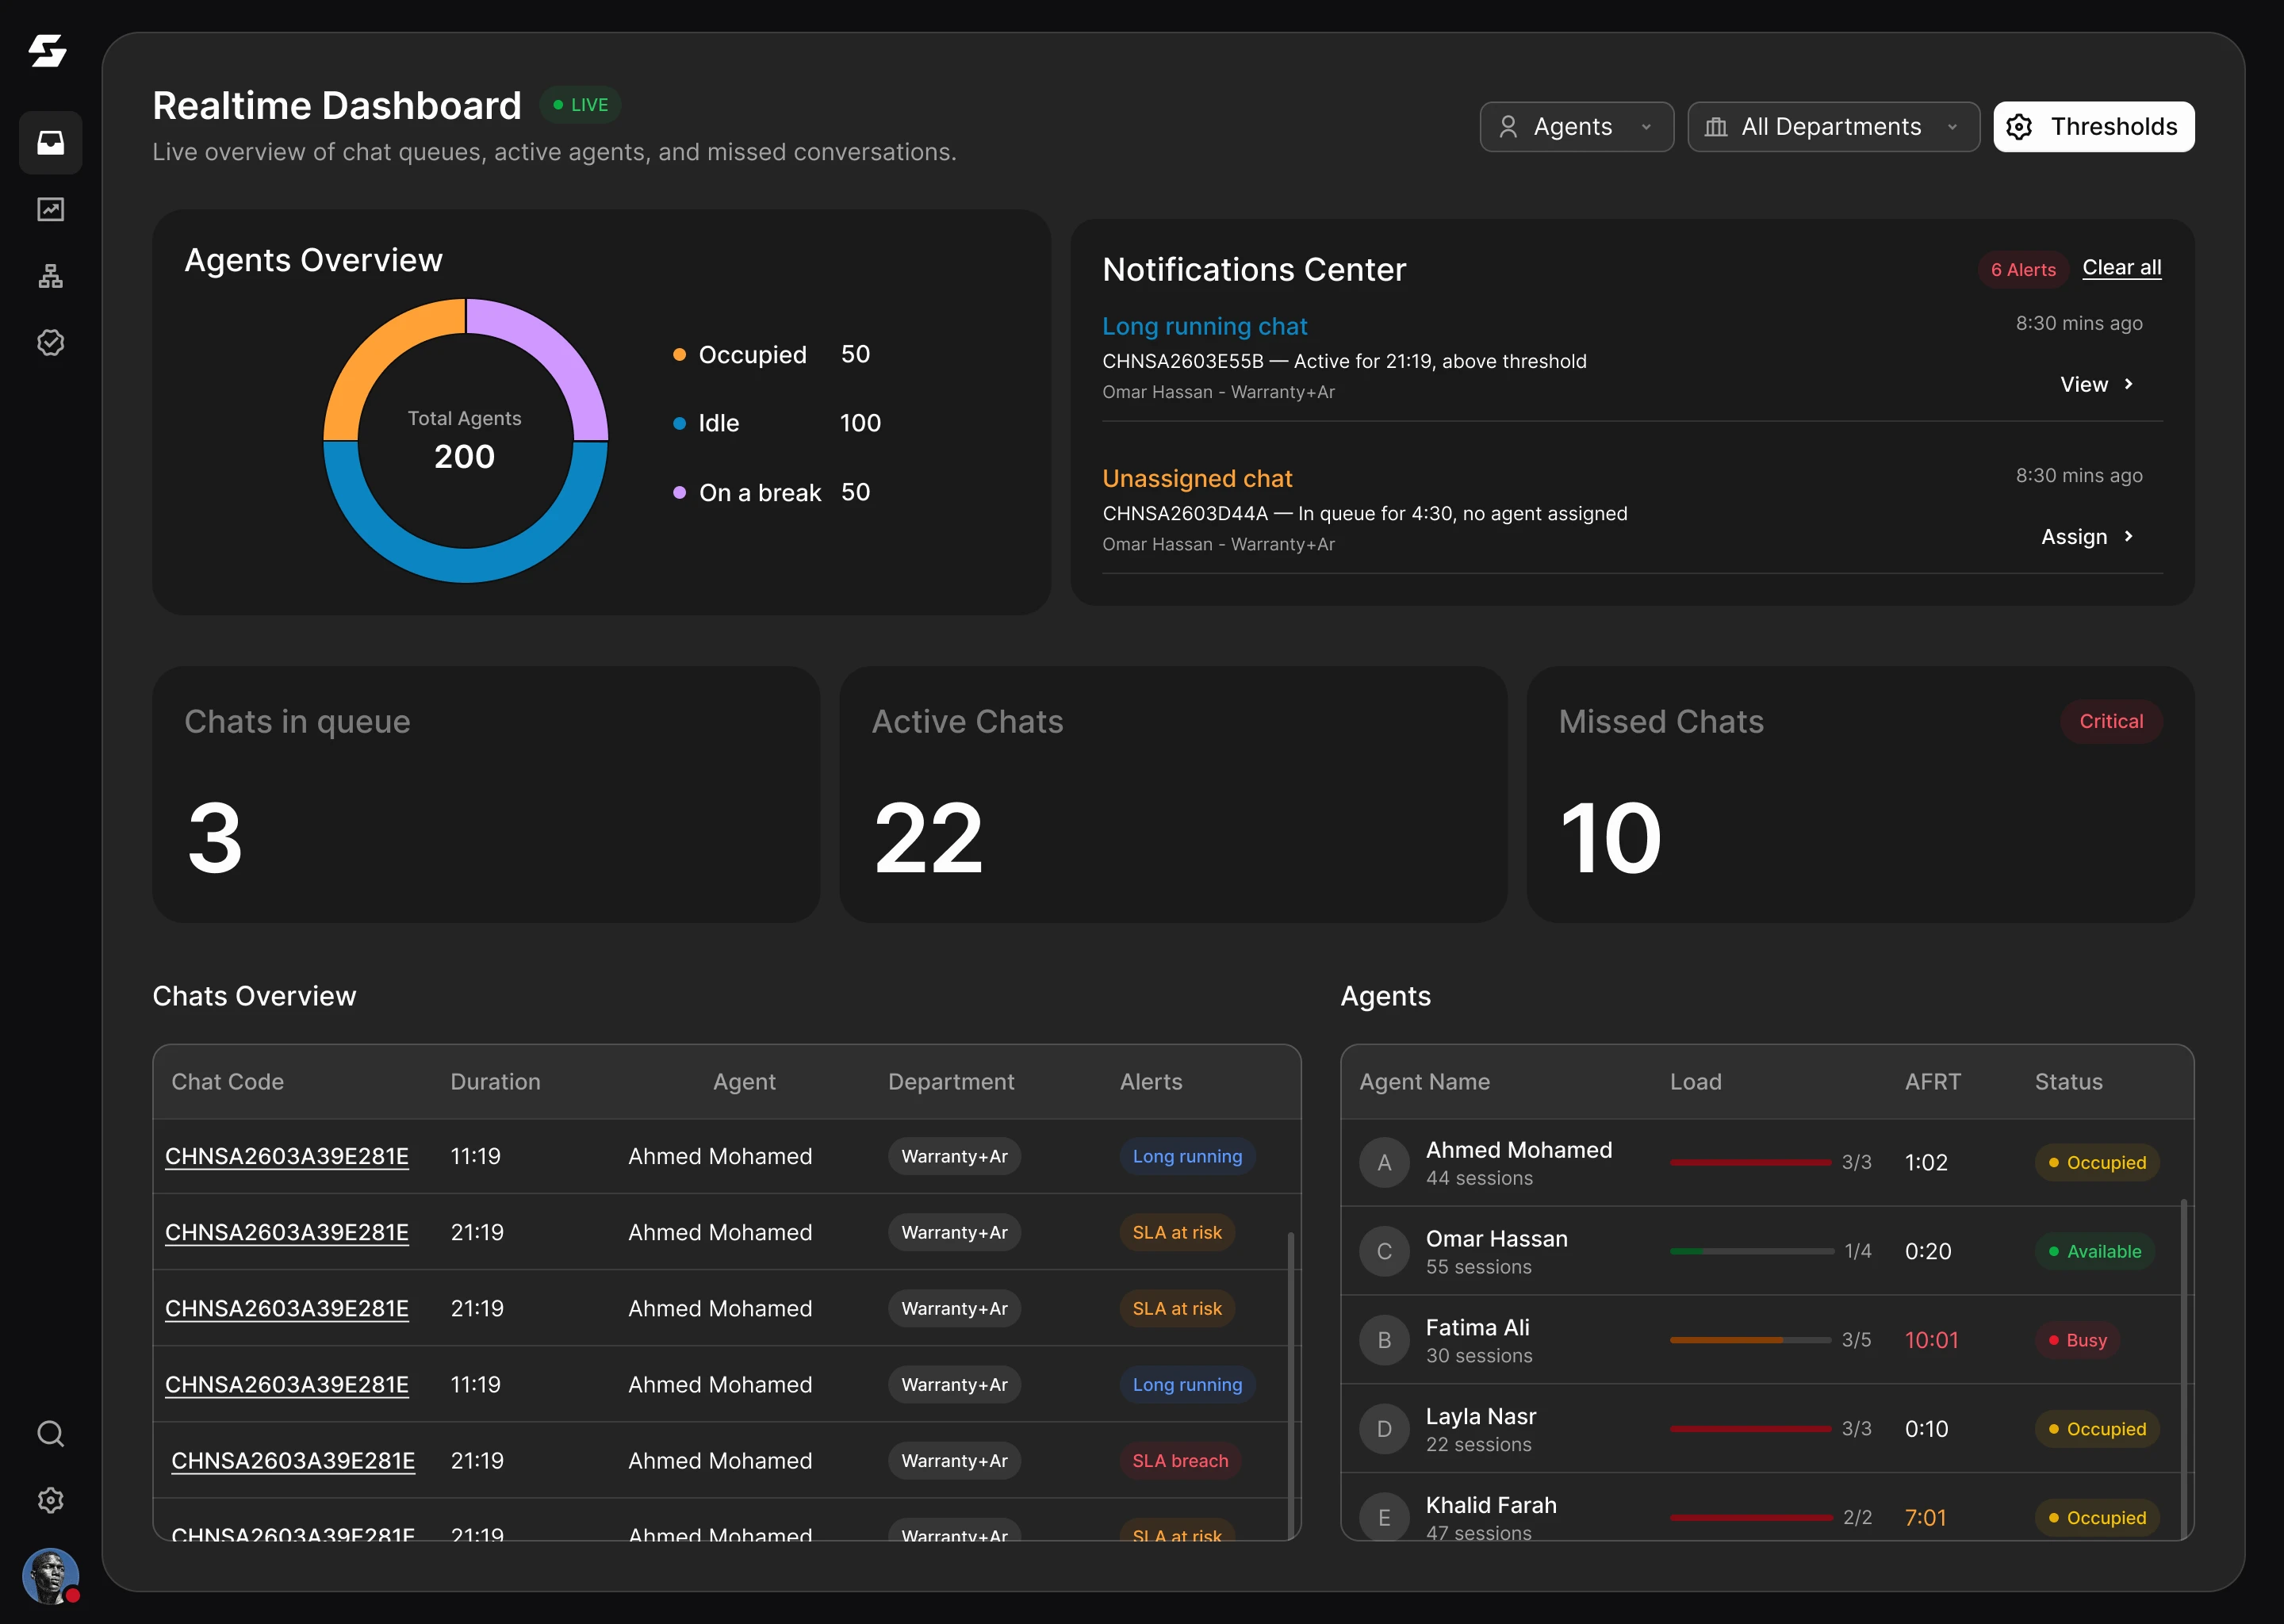 Realtime Dashboard
LIVE
Live overview of chat queues, active agents, and missed conversations.
Agents
All Departments
Thresholds
Agents Overview
Total Agents
200
Occupied 50
Idle 100
On a break 50
Notifications Center
6 Alerts
Clear all
Long running chat
8:30 mins ago
CHNSA2603E55B — Active for 21:19, above threshold
Omar Hassan - Warranty+Ar
View
Unassigned chat
8:30 mins ago
CHNSA2603D44A — In queue for 4:30, no agent assigned
Omar Hassan - Warranty+Ar
Assign
Chats in queue
3
Active Chats
22
Missed Chats
Critical
10
Chats Overview
Chat Code Duration Agent Department Alerts
CHNSA2603A39E281E 11:19 Ahmed Mohamed Warranty+Ar Long running
CHNSA2603A39E281E 21:19 Ahmed Mohamed Warranty+Ar SLA at risk
CHNSA2603A39E281E 21:19 Ahmed Mohamed Warranty+Ar SLA at risk
CHNSA2603A39E281E 11:19 Ahmed Mohamed Warranty+Ar Long running
CHNSA2603A39E281E 21:19 Ahmed Mohamed Warranty+Ar SLA breach
CHNSA2603A39E281E 21:19 Ahmed Mohamed Warranty+Ar SLA at risk
Agents
Agent Name Load AFRT Status
A Ahmed Mohamed 3/3 1:02 Occupied
44 sessions
C Omar Hassan 1/4 0:20 Available
55 sessions
B Fatima Ali 3/5 10:01 Busy
30 sessions
D Layla Nasr 3/3 0:10 Occupied
22 sessions
E Khalid Farah 2/2 7:01 Occupied
47 sessions